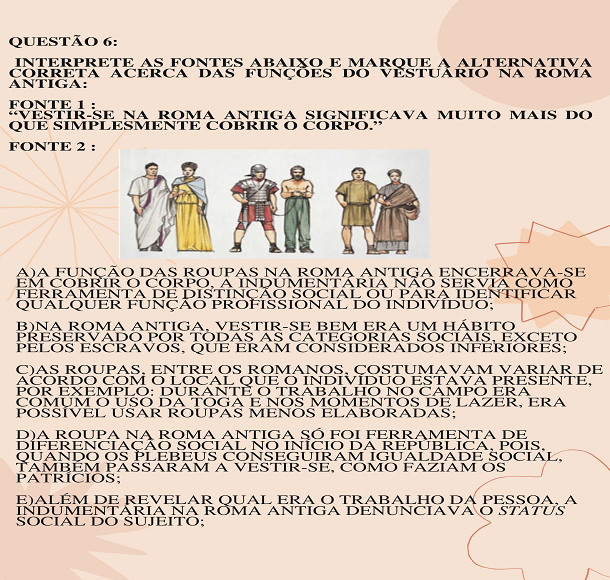 QUESTÃO 6:
INTERPRETE AS FONTES ABAIXO E MARQUE A ALTERNATIVA
CORRETA ACERCA DAS FUNÇÕES DO VESTUÁRIO NA ROMA
ANTIGA:
FONTE 1 :
“VESTIR-SE NA ROMA ANTIGA SIGNIFICAVA MUITO MAIS DO
QUE SIMPLESMENTE COBRIR O CORPO.”
FONTE 2 :
A)A FUNÇÃO DAS ROUPAS NA ROMA ANTIGA ENCERRAVA-SE
EM COBRIR O CORPO, A INDUMENTÁRIA NÃO SERVIA COMO
FERRAMENTA DE DISTINÇÃO SOCIAL OU PARA IDENTIFICAR
QUALQUER FUNÇÃO PROFISSIONAL DO INDIVÍDUO;
B)NA ROMA ANTIGA, VESTIR-SE BEM ERA UM HÁBITO
PRESERVADO POR TODAS AS CATEGORIAS SOCIAIS, EXCETO
PELOS ESCRAVOS, QUE ERAM CONSIDERADOS INFERIORES;
C)AS ROUPAS, ENTRE OS ROMANOS, COSTUMAVAM VARIAR DE
ACORDO COM O LOCAL QUE O INDIVÍDUO ESTAVA PRESENTE,
POR EXEMPLO: DURANTE O TRABALHO NO CAMPO ERA
COMUM O USO DA TOGA E NOS MOMENTOS DE LAZER, ERA
POSSÍVEL USAR ROUPAS MENOS ELABORADAS;
D)A ROUPA NA ROMA ANTIGA SÓ FOI FERRAMENTA DE
DIFERENCIAÇÃO SOCIAL NO INÍCIO DA REPÚBLICA, POIS,
QUANDO OS PLEBEUS CONSEGUIRAM IGUALDADE SOCIAL,
TAMBÉM PASSARAM A VESTIR-SE, COMO FAZIAM OS
PATRÍCIOS;
E)ALÉM DE REVELAR QUAL ERA O TRABALHO DA PESSOA, A
INDUMENTÁRIA NA ROMA ANTIGA DENUNCIAVA O STATUS
SOCIAL DO SUJEITO;